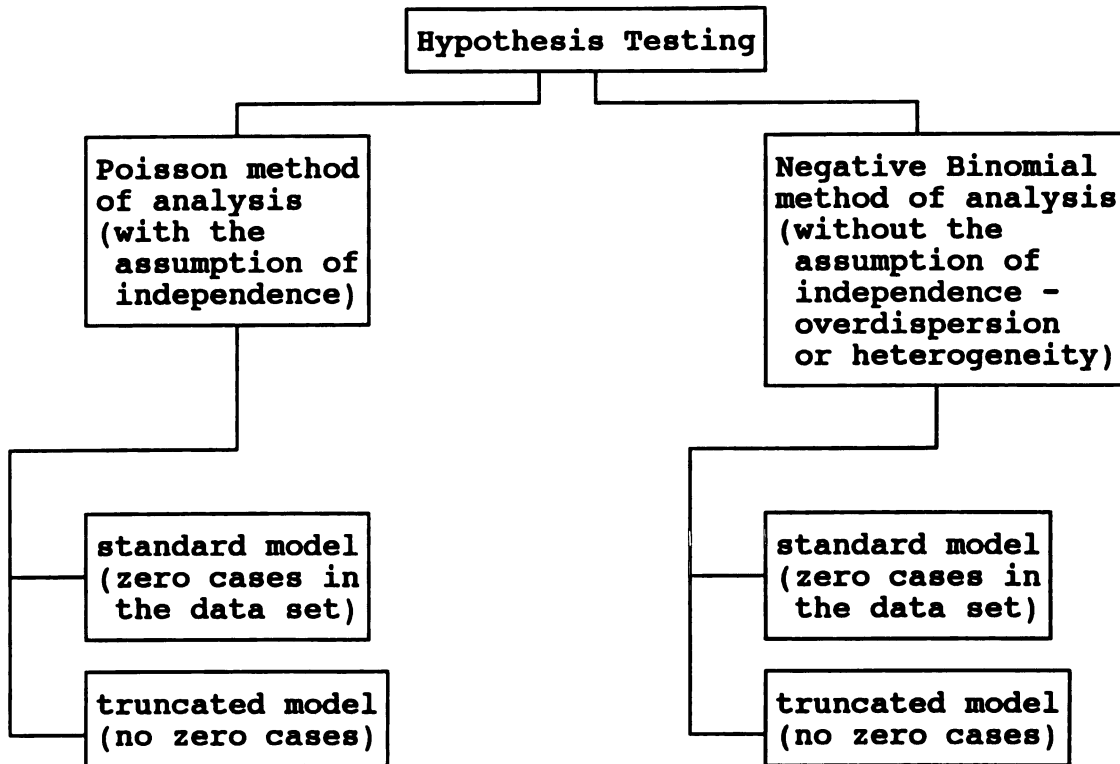 Hypothesis Testing
Poisson method
of analysis
(with the
assumption of
independence)
Negative Binomial
method of analysis
(without the
assumption of
independence -
overdispersion
or heterogeneity)
standard model
(zero cases in
the data set)
truncated model
(no zero cases)
standard model
(zero cases in
the data set)
truncated model
(no zero cases)